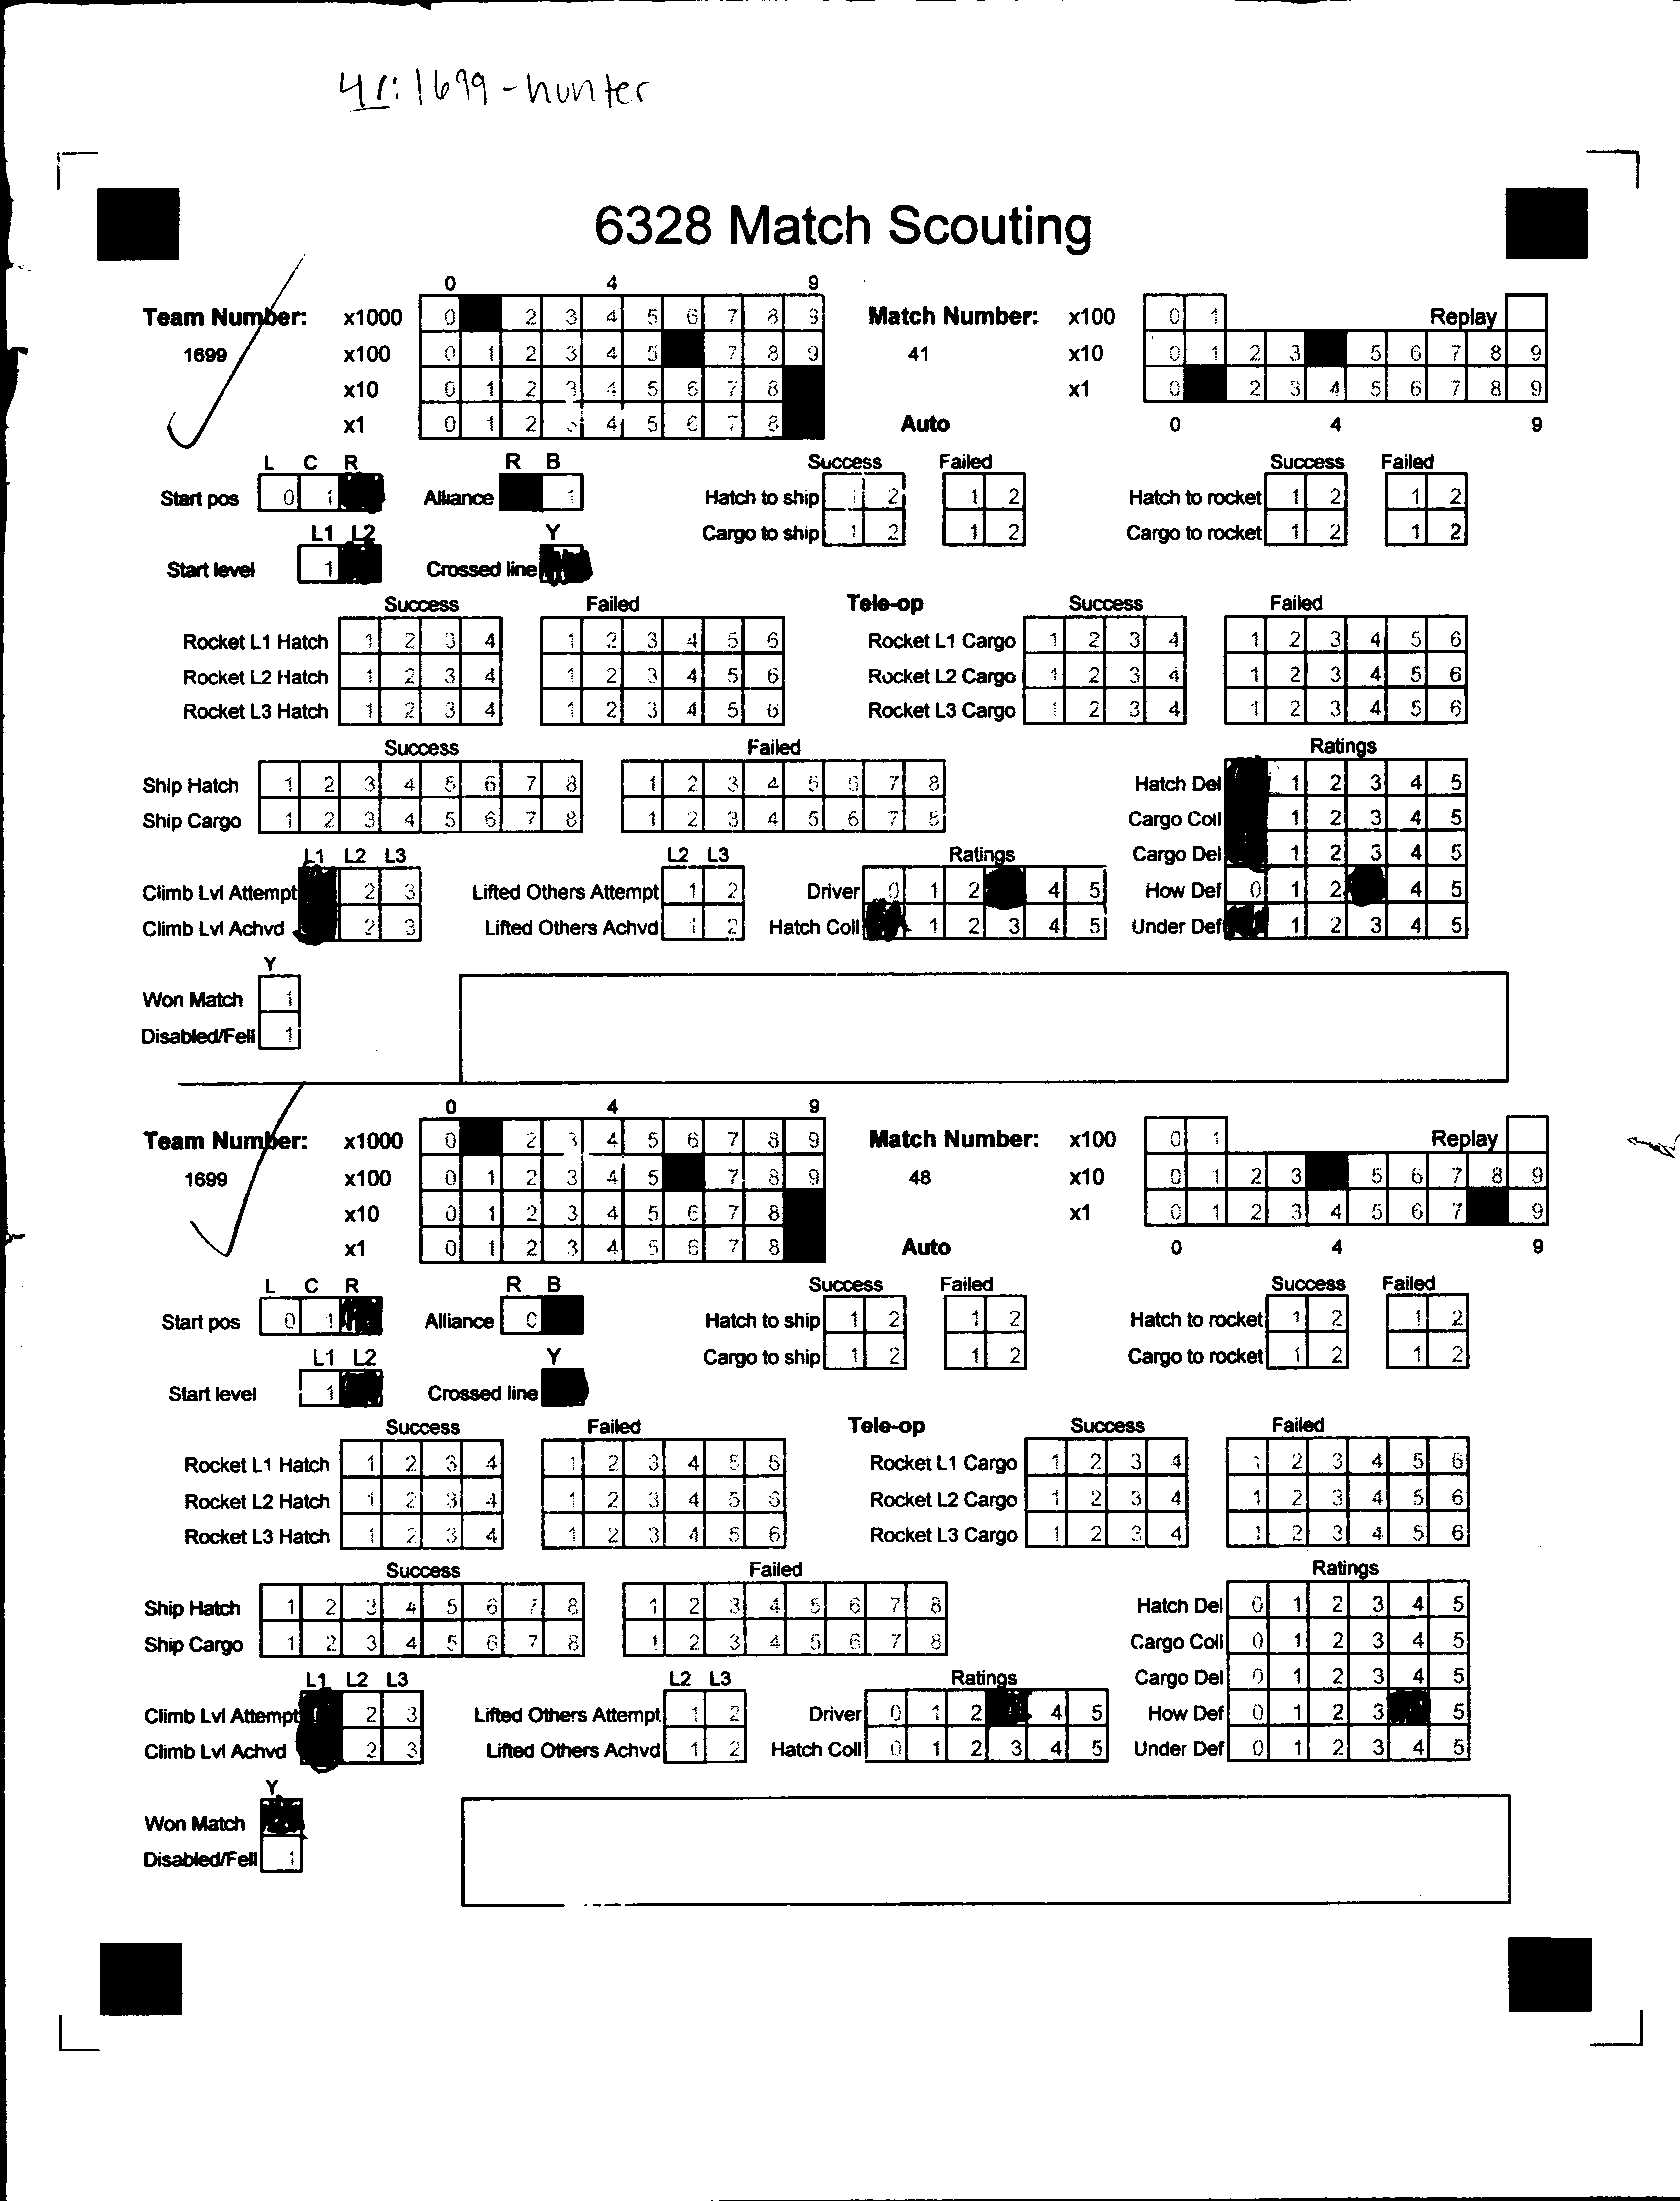 41: 1699 - hunter
6328 Match Scouting
0 4 9
Team Number: x1000 0 2 3 4 5 6 7 8 9 Match Number: x100 0 1 Replay
1699 x100 0 1 2 3 4 5 7 8 9 41 x10 0 1 2 3 5 6 7 8 9
x10 0 1 2 3 4 5 6 7 8 x1 0 2 3 4 5 6 7 8 9
x1 0 1 2 3 4 5 6 7 8 Auto 0 4 9
L C R R B Success Failed Success Failed
Start pos 0 1 Alliance 1 Hatch to ship 1 2 1 2 Hatch to rocket 1 2 1 2
L1 L2 Y Cargo to ship 1 2 1 2 Cargo to rocket 1 2 1 2
Start level 1 Crossed line
Success Failed Tele-op Success Failed
Rocket L1 Hatch 1 2 3 4 1 2 3 4 5 6 Rocket L1 Cargo 1 2 3 4 1 2 3 4 5 6
Rocket L2 Hatch 1 2 3 4 1 2 3 4 5 6 Rocket L2 Cargo 1 2 3 4 1 2 3 4 5 6
Rocket L3 Hatch 1 2 3 4 1 2 3 4 5 6 Rocket L3 Cargo 1 2 3 4 1 2 3 4 5 6
Success Failed Ratings
Ship Hatch 1 2 3 4 5 6 7 8 1 2 3 4 5 6 7 8 Hatch Del 1 2 3 4 5
Ship Cargo 1 2 3 4 5 6 7 8 1 2 3 4 5 6 7 8 Cargo Coll 1 2 3 4 5
L1 L2 L3 L2 L3 Ratings Cargo Del 1 2 3 4 5
Climb Lvl Attempt 2 3 Lifted Others Attempt 1 2 Driver 0 1 2 4 5 How Def 0 1 2 4 5
Climb Lvl Achvd 2 3 Lifted Others Achvd 1 2 Hatch Coll 1 2 3 4 5 Under Def 1 2 3 4 5
Y
Won Match 1
Disabled/Fell 1
0 4 9
Team Number: x1000 0 2 3 4 5 6 7 8 9 Match Number: x100 0 1 Replay
1699 x100 0 1 2 3 4 5 7 8 9 48 x10 0 1 2 3 5 6 7 8 9
x10 0 1 2 3 4 5 6 7 8 x1 0 1 2 3 4 5 6 7 9
x1 0 1 2 3 4 5 6 7 8 Auto 0 4 9
L C R R B Success Failed Success Failed
Start pos 0 1 Alliance 0 Hatch to ship 1 2 1 2 Hatch to rocket 1 2 1 2
L1 L2 Y Cargo to ship 1 2 1 2 Cargo to rocket 1 2 1 2
Start level 1 Crossed line
Success Failed Tele-op Success Failed
Rocket L1 Hatch 1 2 3 4 1 2 3 4 5 6 Rocket L1 Cargo 1 2 3 4 1 2 3 4 5 6
Rocket L2 Hatch 1 2 3 4 1 2 3 4 5 6 Rocket L2 Cargo 1 2 3 4 1 2 3 4 5 6
Rocket L3 Hatch 1 2 3 4 1 2 3 4 5 6 Rocket L3 Cargo 1 2 3 4 1 2 3 4 5 6
Success Failed Ratings
Ship Hatch 1 2 3 4 5 6 7 8 1 2 3 4 5 6 7 8 Hatch Del 0 1 2 3 4 5
Ship Cargo 1 2 3 4 5 6 7 8 1 2 3 4 5 6 7 8 Cargo Coll 0 1 2 3 4 5
L1 L2 L3 L2 L3 Ratings Cargo Del 0 1 2 3 4 5
Climb Lvl Attempt 2 3 Lifted Others Attempt 1 2 Driver 0 1 2 4 5 How Def 0 1 2 3 5
Climb Lvl Achvd 2 3 Lifted Others Achvd 1 2 Hatch Coll 0 1 2 3 4 5 Under Def 0 1 2 3 4 5
Y
Won Match
Disabled/Fell 1